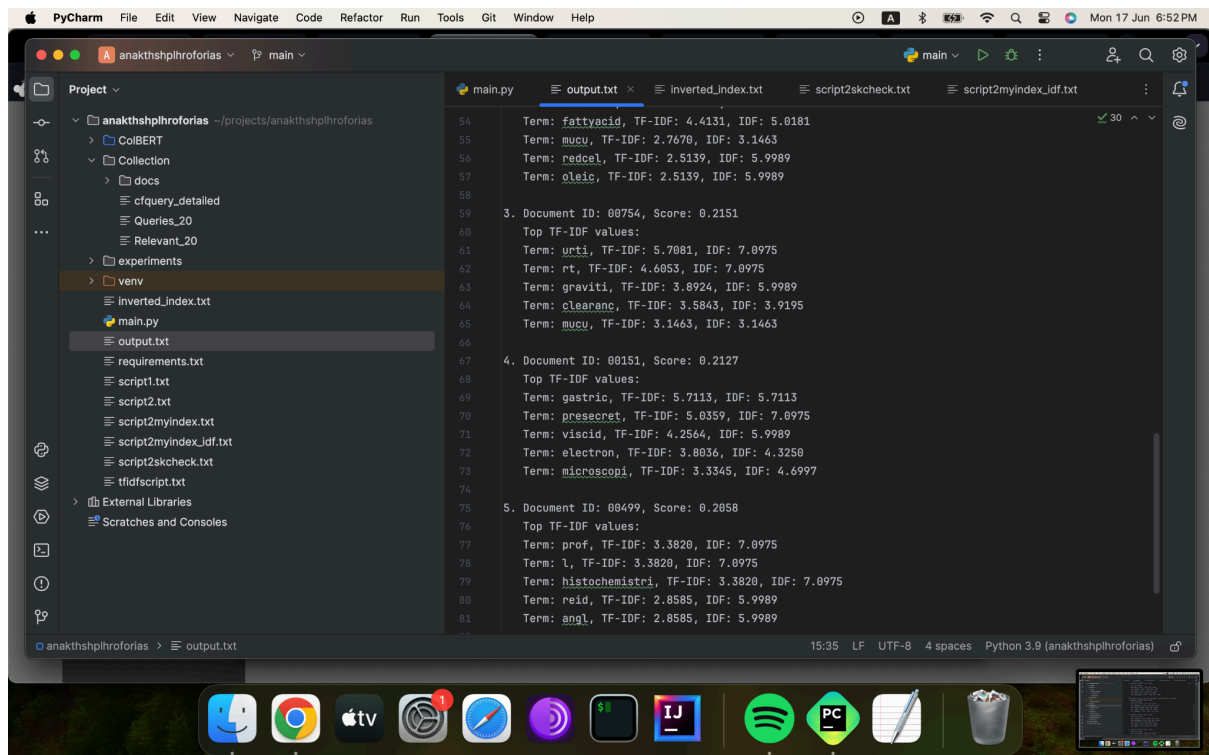 PyCharm File Edit View Navigate Code Refactor Run Tools Git Window Help A Mon 17 Jun 6:52 PM
A anakthshplhroforias main main
Project
main.py output.txt inverted_index.txt script2skcheck.txt script2myindex_idf.txt
anakthshplhroforias ~/projects/anakthshplhroforias
ColBERT
Collection
docs
cfquery_detailed
Queries_20
Relevant_20
experiments
venv
inverted_index.txt
main.py
output.txt
requirements.txt
script1.txt
script2.txt
script2myindex.txt
script2myindex_idf.txt
script2skcheck.txt
tfidfscript.txt
External Libraries
Scratches and Consoles
30
54 Term: fattyacid, TF-IDF: 4.4131, IDF: 5.0181
55 Term: mucu, TF-IDF: 2.7670, IDF: 3.1463
56 Term: redcel, TF-IDF: 2.5139, IDF: 5.9989
57 Term: oleic, TF-IDF: 2.5139, IDF: 5.9989
58
59 3. Document ID: 00754, Score: 0.2151
60 Top TF-IDF values:
61 Term: urti, TF-IDF: 5.7081, IDF: 7.0975
62 Term: rt, TF-IDF: 4.6053, IDF: 7.0975
63 Term: graviti, TF-IDF: 3.8924, IDF: 5.9989
64 Term: clearanc, TF-IDF: 3.5843, IDF: 3.9195
65 Term: mucu, TF-IDF: 3.1463, IDF: 3.1463
66
67 4. Document ID: 00151, Score: 0.2127
68 Top TF-IDF values:
69 Term: gastric, TF-IDF: 5.7113, IDF: 5.7113
70 Term: presecret, TF-IDF: 5.0359, IDF: 7.0975
71 Term: viscid, TF-IDF: 4.2564, IDF: 5.9989
72 Term: electron, TF-IDF: 3.8036, IDF: 4.3250
73 Term: microscopi, TF-IDF: 3.3345, IDF: 4.6997
74
75 5. Document ID: 00499, Score: 0.2058
76 Top TF-IDF values:
77 Term: prof, TF-IDF: 3.3820, IDF: 7.0975
78 Term: l, TF-IDF: 3.3820, IDF: 7.0975
79 Term: histochemistri, TF-IDF: 3.3820, IDF: 7.0975
80 Term: reid, TF-IDF: 2.8585, IDF: 5.9989
81 Term: angl, TF-IDF: 2.8585, IDF: 5.9989
anakthshplhroforias > output.txt 15:35 LF UTF-8 4 spaces Python 3.9 (anakthshplhroforias)
tv 1 $ IJ PC